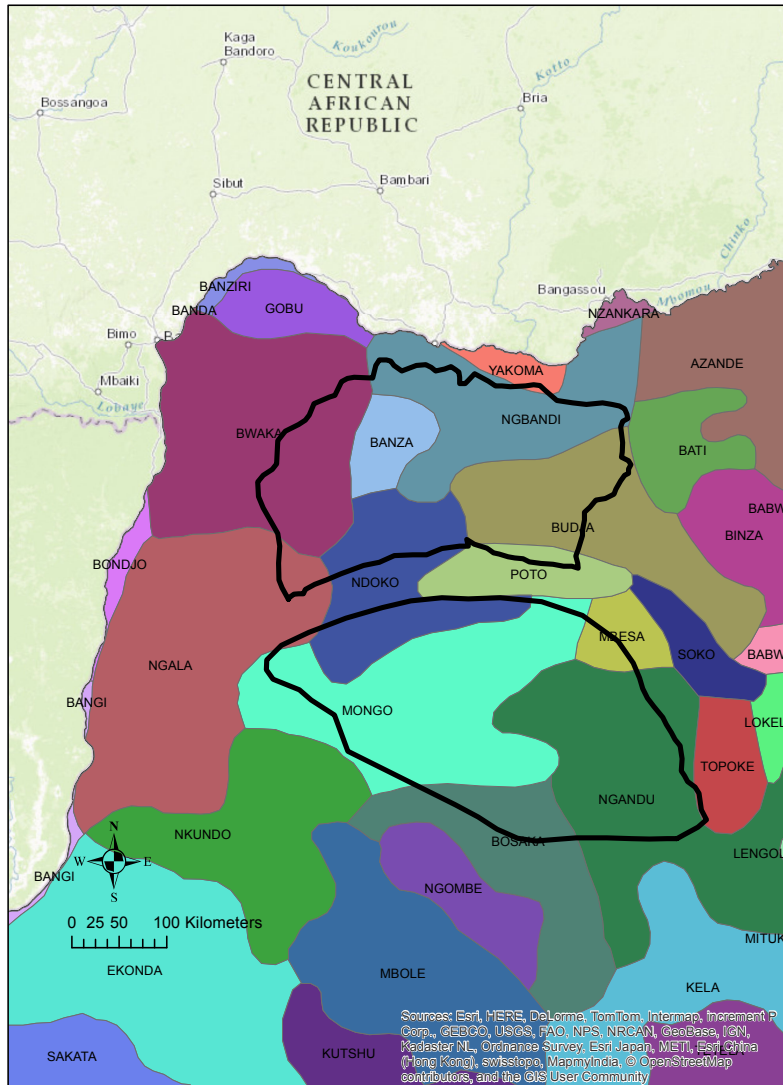 Kaga
Bandoro
Koukourou
Kotto
CENTRAL
AFRICAN
REPUBLIC
Bossangoa
Bria
Sibut
Bambari
Chinko
BANZIRI
Bangassou
Mbomou
BANDA
GOBU
NZANKARA
Bimo
Ba
YAKOMA
AZANDE
Mbaiki
Lobaye
NGBANDI
BWAKA
BANZA
BATI
BABW
BUDJA
BINZA
BONDJO
NDOKO
POTO
MBESA
SOKO
BABW
NGALA
BANGI
MONGO
LOKEL
TOPOKE
NGANDU
NKUNDO
BOSAKA
N
W
E
S
LENGOL
BANGI
NGOMBE
0 25 50 100 Kilometers
MITUK
EKONDA
MBOLE
KELA
SAKATA
KUTSHU
Sources: Esri, HERE, DeLorme, TomTom, Intermap, increment P
Corp., GEBCO, USGS, FAO, NPS, NRCAN, GeoBase, IGN,
Kadaster NL, Ordnance Survey, Esri Japan, METI, Esri China
(Hong Kong), swisstopo, MapmyIndia, © OpenStreetMap
contributors, and the GIS User Community